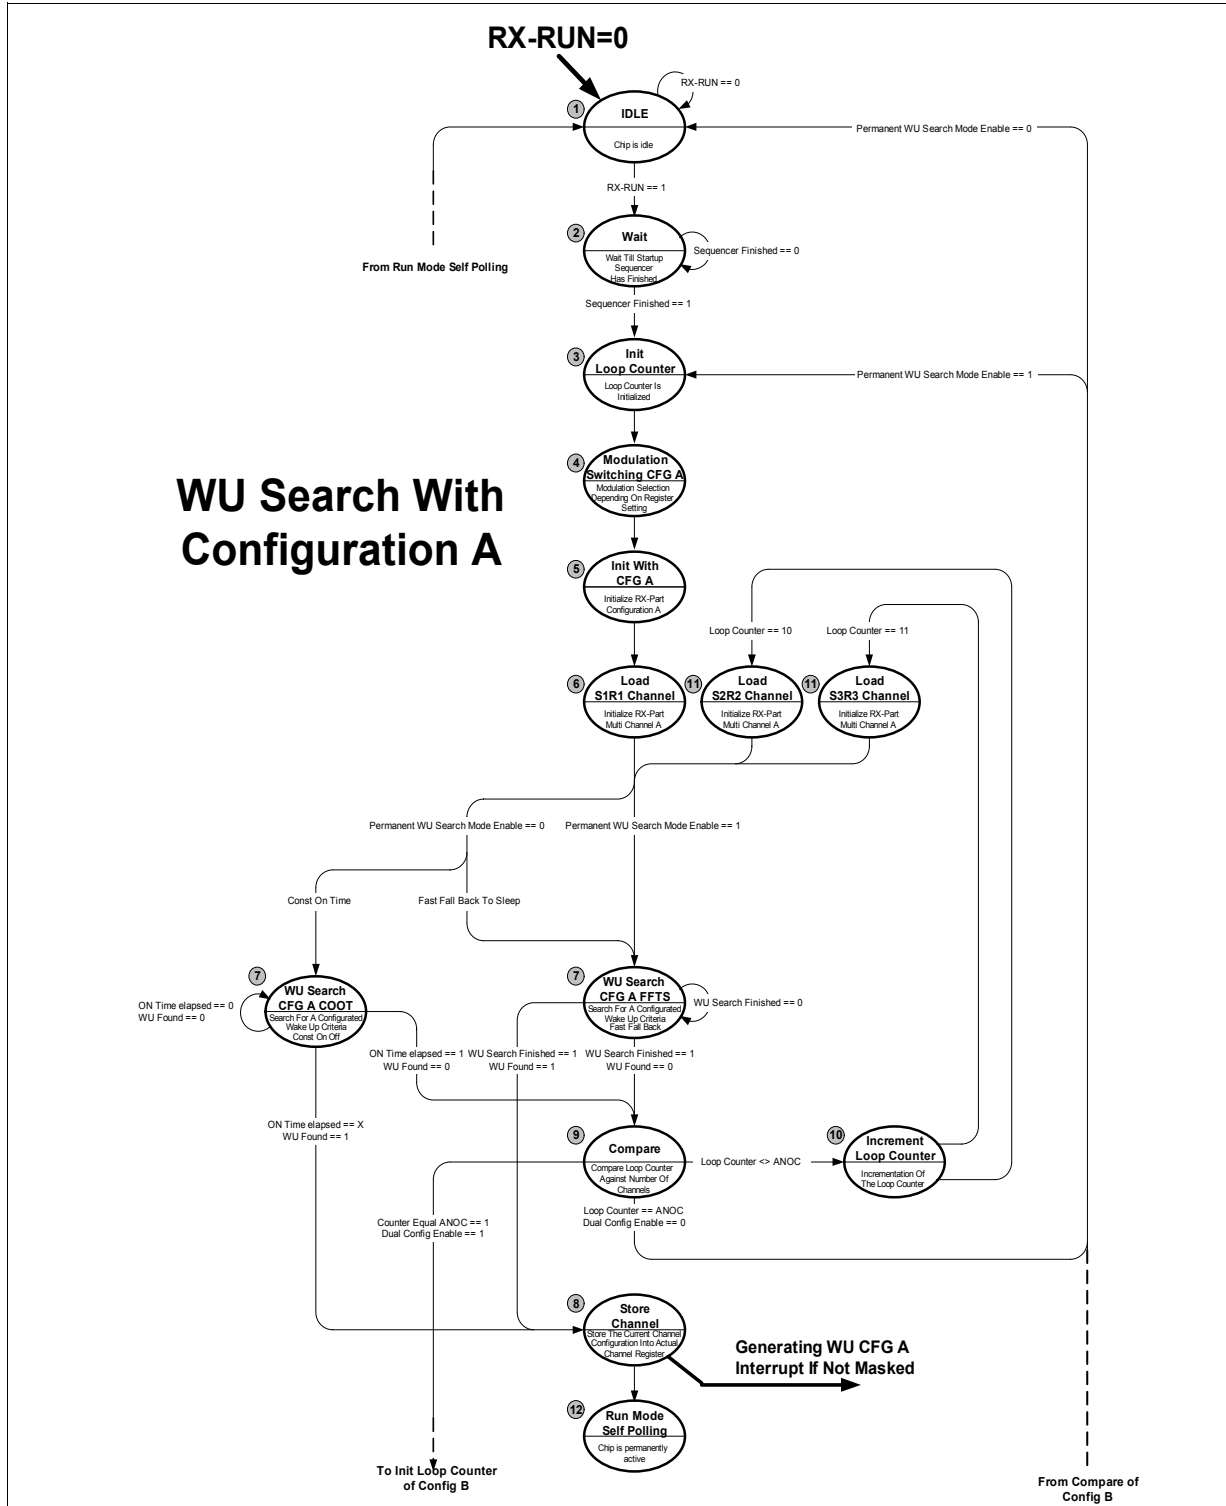 RX-RUN=0
RX-RUN == 0
1
IDLE
Chip is idle
Permanent WU Search Mode Enable == 0
RX-RUN == 1
2
Wait
Wait Till Startup
Sequencer
Has Finished
Sequencer Finished == 0
From Run Mode Self Polling
Sequencer Finished == 1
3
Init
Loop Counter
Loop Counter Is
Initialized
Permanent WU Search Mode Enable == 1
4
Modulation
Switching CFG A
Modulation Selection
Depending On Register
Setting
WU Search With
Configuration A
5
Init With
CFG A
Initialize RX-Part
Configuration A
Loop Counter == 10
Loop Counter == 11
6
Load
S1R1 Channel
Initialize RX-Part
Multi Channel A
11
Load
S2R2 Channel
Initialize RX-Part
Multi Channel A
11
Load
S3R3 Channel
Initialize RX-Part
Multi Channel A
Permanent WU Search Mode Enable == 0
Permanent WU Search Mode Enable == 1
Const On Time
Fast Fall Back To Sleep
7
WU Search
CFG A COOT
Search For A Configurated
Wake Up Criteria
Const On Off
ON Time elapsed == 0
WU Found == 0
7
WU Search
CFG A FFTS
Search For A Configurated
Wake Up Criteria
Fast Fall Back
WU Search Finished == 0
ON Time elapsed == 1
WU Found == 0
WU Search Finished == 1
WU Found == 1
WU Search Finished == 1
WU Found == 0
ON Time elapsed == X
WU Found == 1
9
Compare
Compare Loop Counter
Against Number Of
Channels
Loop Counter <> ANOC
10
Increment
Loop Counter
Incrementation Of
The Loop Counter
Counter Equal ANOC == 1
Dual Config Enable == 1
Loop Counter == ANOC
Dual Config Enable == 0
8
Store
Channel
Store The Current Channel
Configuration Into Actual
Channel Register
Generating WU CFG A
Interrupt If Not Masked
12
Run Mode
Self Polling
Chip is permanently
active
To Init Loop Counter
of Config B
From Compare of
Config B